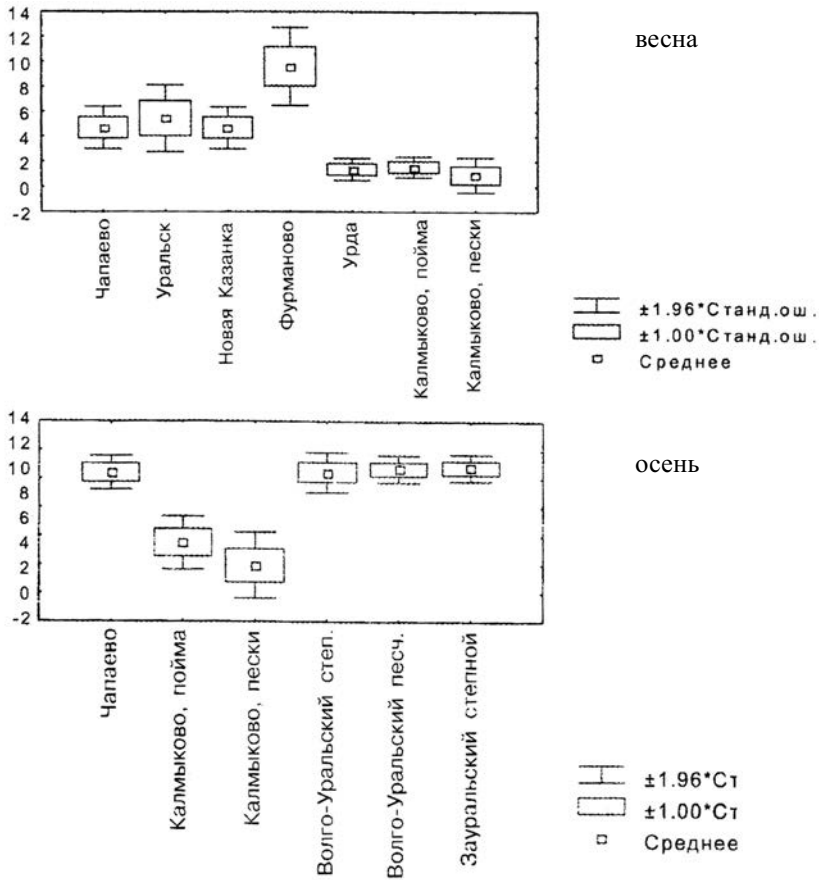 14
12
10
8
6
4
2
0
-2
весна
Чапаево
Уральск
Новая Казанка
Фурманово
Урда
Калмыково, пойма
Калмыково, пески
±1.96*Станд.ош.
±1.00*Станд.ош.
Среднее
14
12
10
8
6
4
2
0
-2
осень
Чапаево
Калмыково, пойма
Калмыково, пески
Волго-Уральский степ.
Волго-Уральский песч.
Зауральский степной
±1.96*Ст
±1.00*Ст
Среднее